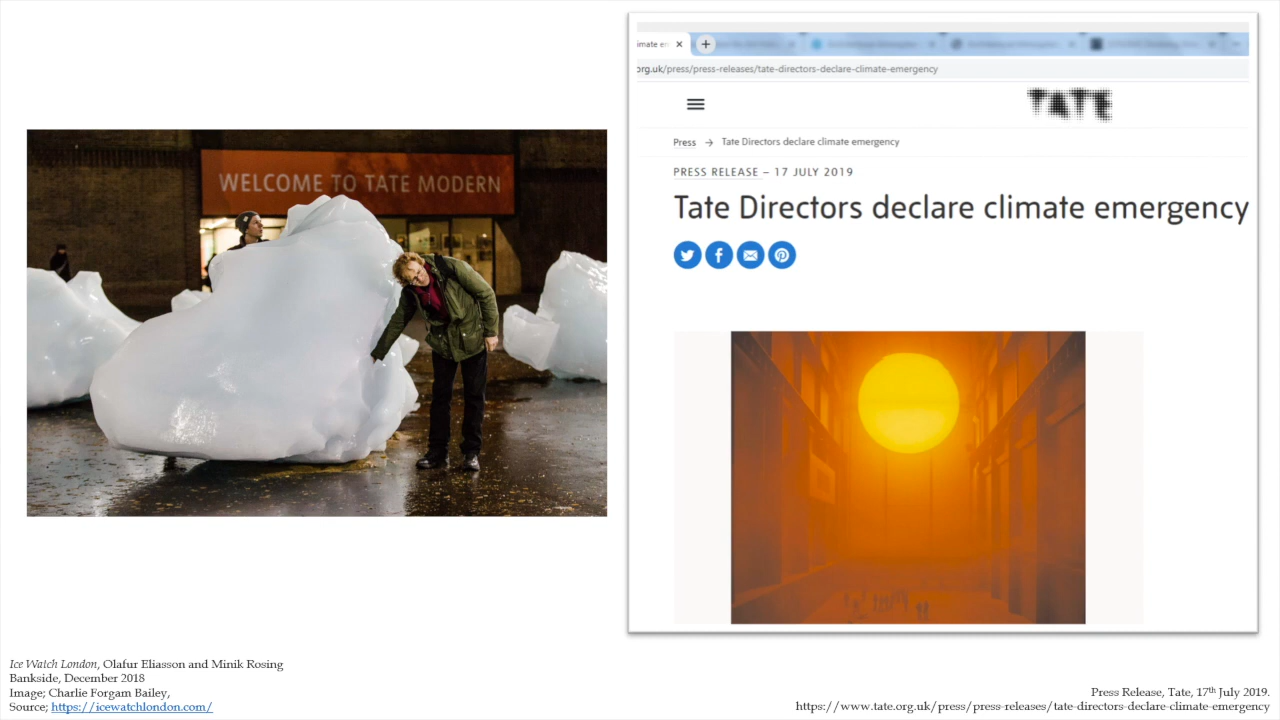 WELCOME TO TATE MODERN
imate en
org.uk/press/press-releases/tate-directors-declare-climate-emergency
TATE
Press → Tate Directors declare climate emergency
PRESS RELEASE – 17 JULY 2019
Tate Directors declare climate emergency
Ice Watch London, Olafur Eliasson and Minik Rosing
Bankside, December 2018
Image; Charlie Forgam Bailey,
Source; https://icewatchlondon.com/
Press Release, Tate, 17th July 2019.
https://www.tate.org.uk/press/press-releases/tate-directors-declare-climate-emergency